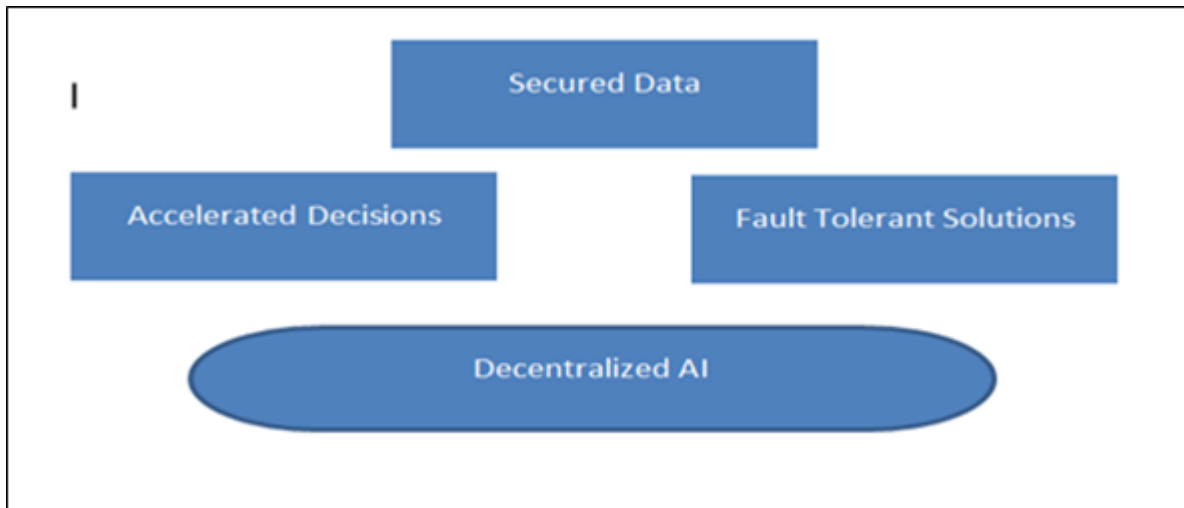 Secured Data
Accelerated Decisions
Fault Tolerant Solutions
Decentralized AI